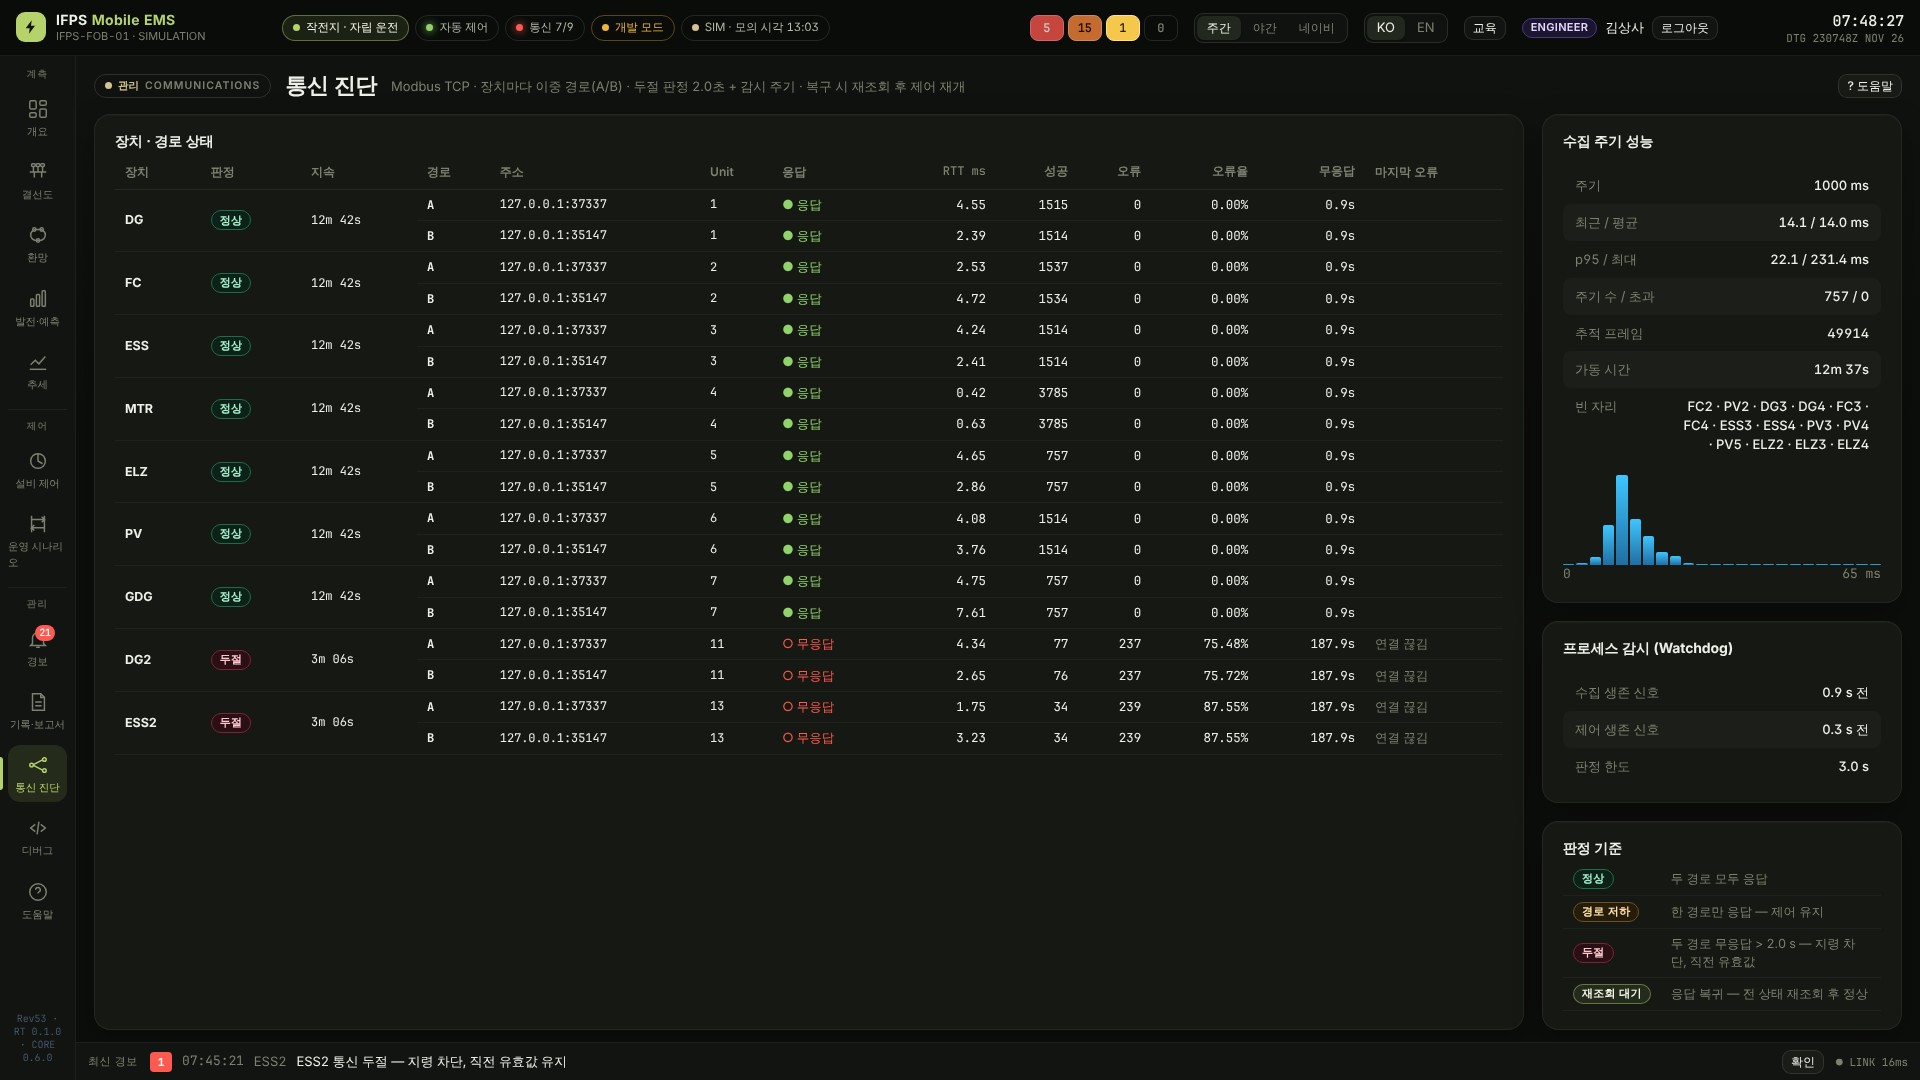 IFPS Mobile EMS
IFPS-FOB-01 · SIMULATION
작전지 · 자립 운전
자동 제어
통신 7/9
개발 모드
SIM · 모의 시각 13:03
5 15 1 0
주간 야간 네이비
KO EN
교육
ENGINEER 김상사 로그아웃
07:48:27
DTG 230748Z NOV 26
계측
개요
결선도
환망
발전·예측
추세
제어
설비 제어
운영 시나리
오
관리
21
경보
기록·보고서
통신 진단
디버그
도움말
Rev53 ·
RT 0.1.0
· CORE
0.6.0
관리 COMMUNICATIONS
통신 진단
Modbus TCP · 장치마다 이중 경로(A/B) · 두절 판정 2.0초 + 감시 주기 · 복구 시 재조회 후 제어 재개
? 도움말
장치 · 경로 상태
장치 판정 지속 경로 주소 Unit 응답 RTT ms 성공 오류 오류율 무응답 마지막 오류
DG 정상 12m 42s A 127.0.0.1:37337 1 응답 4.55 1515 0 0.00% 0.9s
B 127.0.0.1:35147 1 응답 2.39 1514 0 0.00% 0.9s
FC 정상 12m 42s A 127.0.0.1:37337 2 응답 2.53 1537 0 0.00% 0.9s
B 127.0.0.1:35147 2 응답 4.72 1534 0 0.00% 0.9s
ESS 정상 12m 42s A 127.0.0.1:37337 3 응답 4.24 1514 0 0.00% 0.9s
B 127.0.0.1:35147 3 응답 2.41 1514 0 0.00% 0.9s
MTR 정상 12m 42s A 127.0.0.1:37337 4 응답 0.42 3785 0 0.00% 0.9s
B 127.0.0.1:35147 4 응답 0.63 3785 0 0.00% 0.9s
ELZ 정상 12m 42s A 127.0.0.1:37337 5 응답 4.65 757 0 0.00% 0.9s
B 127.0.0.1:35147 5 응답 2.86 757 0 0.00% 0.9s
PV 정상 12m 42s A 127.0.0.1:37337 6 응답 4.08 1514 0 0.00% 0.9s
B 127.0.0.1:35147 6 응답 3.76 1514 0 0.00% 0.9s
GDG 정상 12m 42s A 127.0.0.1:37337 7 응답 4.75 757 0 0.00% 0.9s
B 127.0.0.1:35147 7 응답 7.61 757 0 0.00% 0.9s
DG2 두절 3m 06s A 127.0.0.1:37337 11 무응답 4.34 77 237 75.48% 187.9s 연결 끊김
B 127.0.0.1:35147 11 무응답 2.65 76 237 75.72% 187.9s 연결 끊김
ESS2 두절 3m 06s A 127.0.0.1:37337 13 무응답 1.75 34 239 87.55% 187.9s 연결 끊김
B 127.0.0.1:35147 13 무응답 3.23 34 239 87.55% 187.9s 연결 끊김
수집 주기 성능
주기 1000 ms
최근 / 평균 14.1 / 14.0 ms
p95 / 최대 22.1 / 231.4 ms
주기 수 / 초과 757 / 0
추적 프레임 49914
가동 시간 12m 37s
빈 자리 FC2 · PV2 · DG3 · DG4 · FC3 ·
FC4 · ESS3 · ESS4 · PV3 · PV4
· PV5 · ELZ2 · ELZ3 · ELZ4
0 65 ms
프로세스 감시 (Watchdog)
수집 생존 신호 0.9 s 전
제어 생존 신호 0.3 s 전
판정 한도 3.0 s
판정 기준
정상 두 경로 모두 응답
경로 저하 한 경로만 응답 — 제어 유지
두절 두 경로 무응답 > 2.0 s — 지령 차
단, 직전 유효값
재조회 대기 응답 복귀 — 전 상태 재조회 후 정상
최신 경보 1 07:45:21 ESS2 ESS2 통신 두절 — 지령 차단, 직전 유효값 유지
확인
LINK 16ms